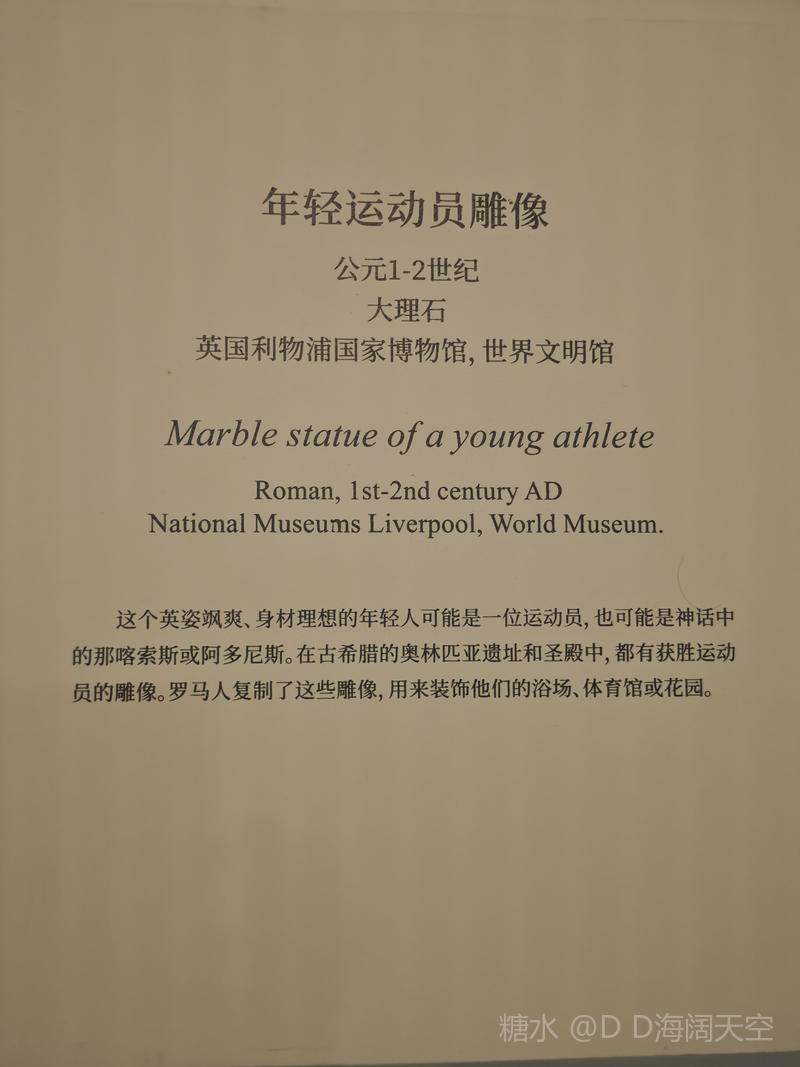 年轻运动员雕像
公元1-2世纪
大理石
英国利物浦国家博物馆, 世界文明馆
Marble statue of a young athlete
Roman, 1st-2nd century AD
National Museums Liverpool, World Museum.
这个英姿飒爽、身材理想的年轻人可能是一位运动员, 也可能是神话中
的那喀索斯或阿多尼斯。在古希腊的奥林匹亚遗址和圣殿中, 都有获胜运动
员的雕像。罗马人复制了这些雕像, 用来装饰他们的浴场、体育馆或花园。
糖水 @D D海阔天空